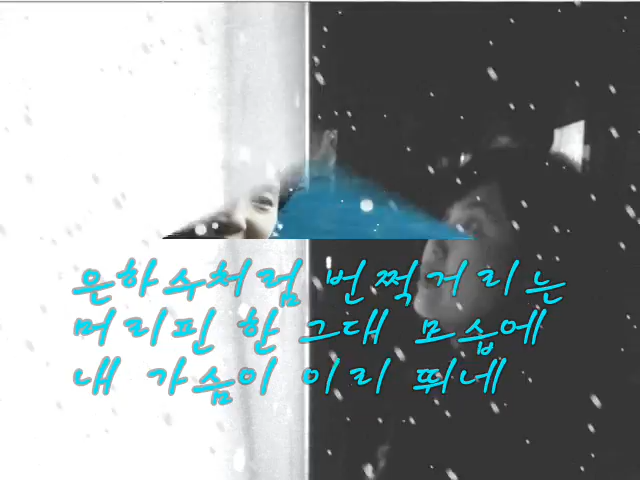 은하수처럼 번쩍거리는
머리핀 한 그대 모습에
내 가슴이 이리 뛰네